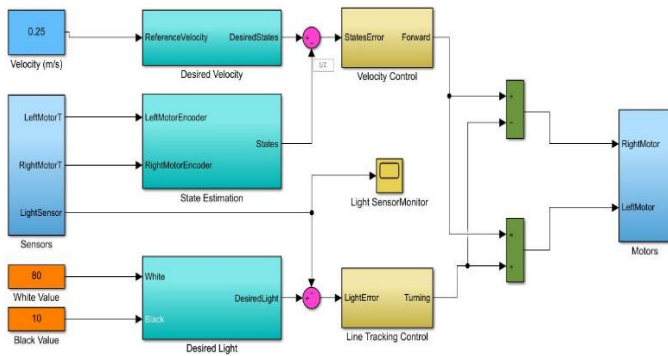 0.25
Velocity (m/s)
ReferenceVelocity
DesiredStates
Desired Velocity
StatesError
Forward
Velocity Control
LeftMotorT
RightMotorT
LightSensor
Sensors
LeftMotorEncoder
RightMotorEncoder
States
State Estimation
Light SensorMonitor
RightMotor
LeftMotor
Motors
80
White Value
10
Black Value
White
Black
DesiredLight
Desired Light
LightError
Turning
Line Tracking Control